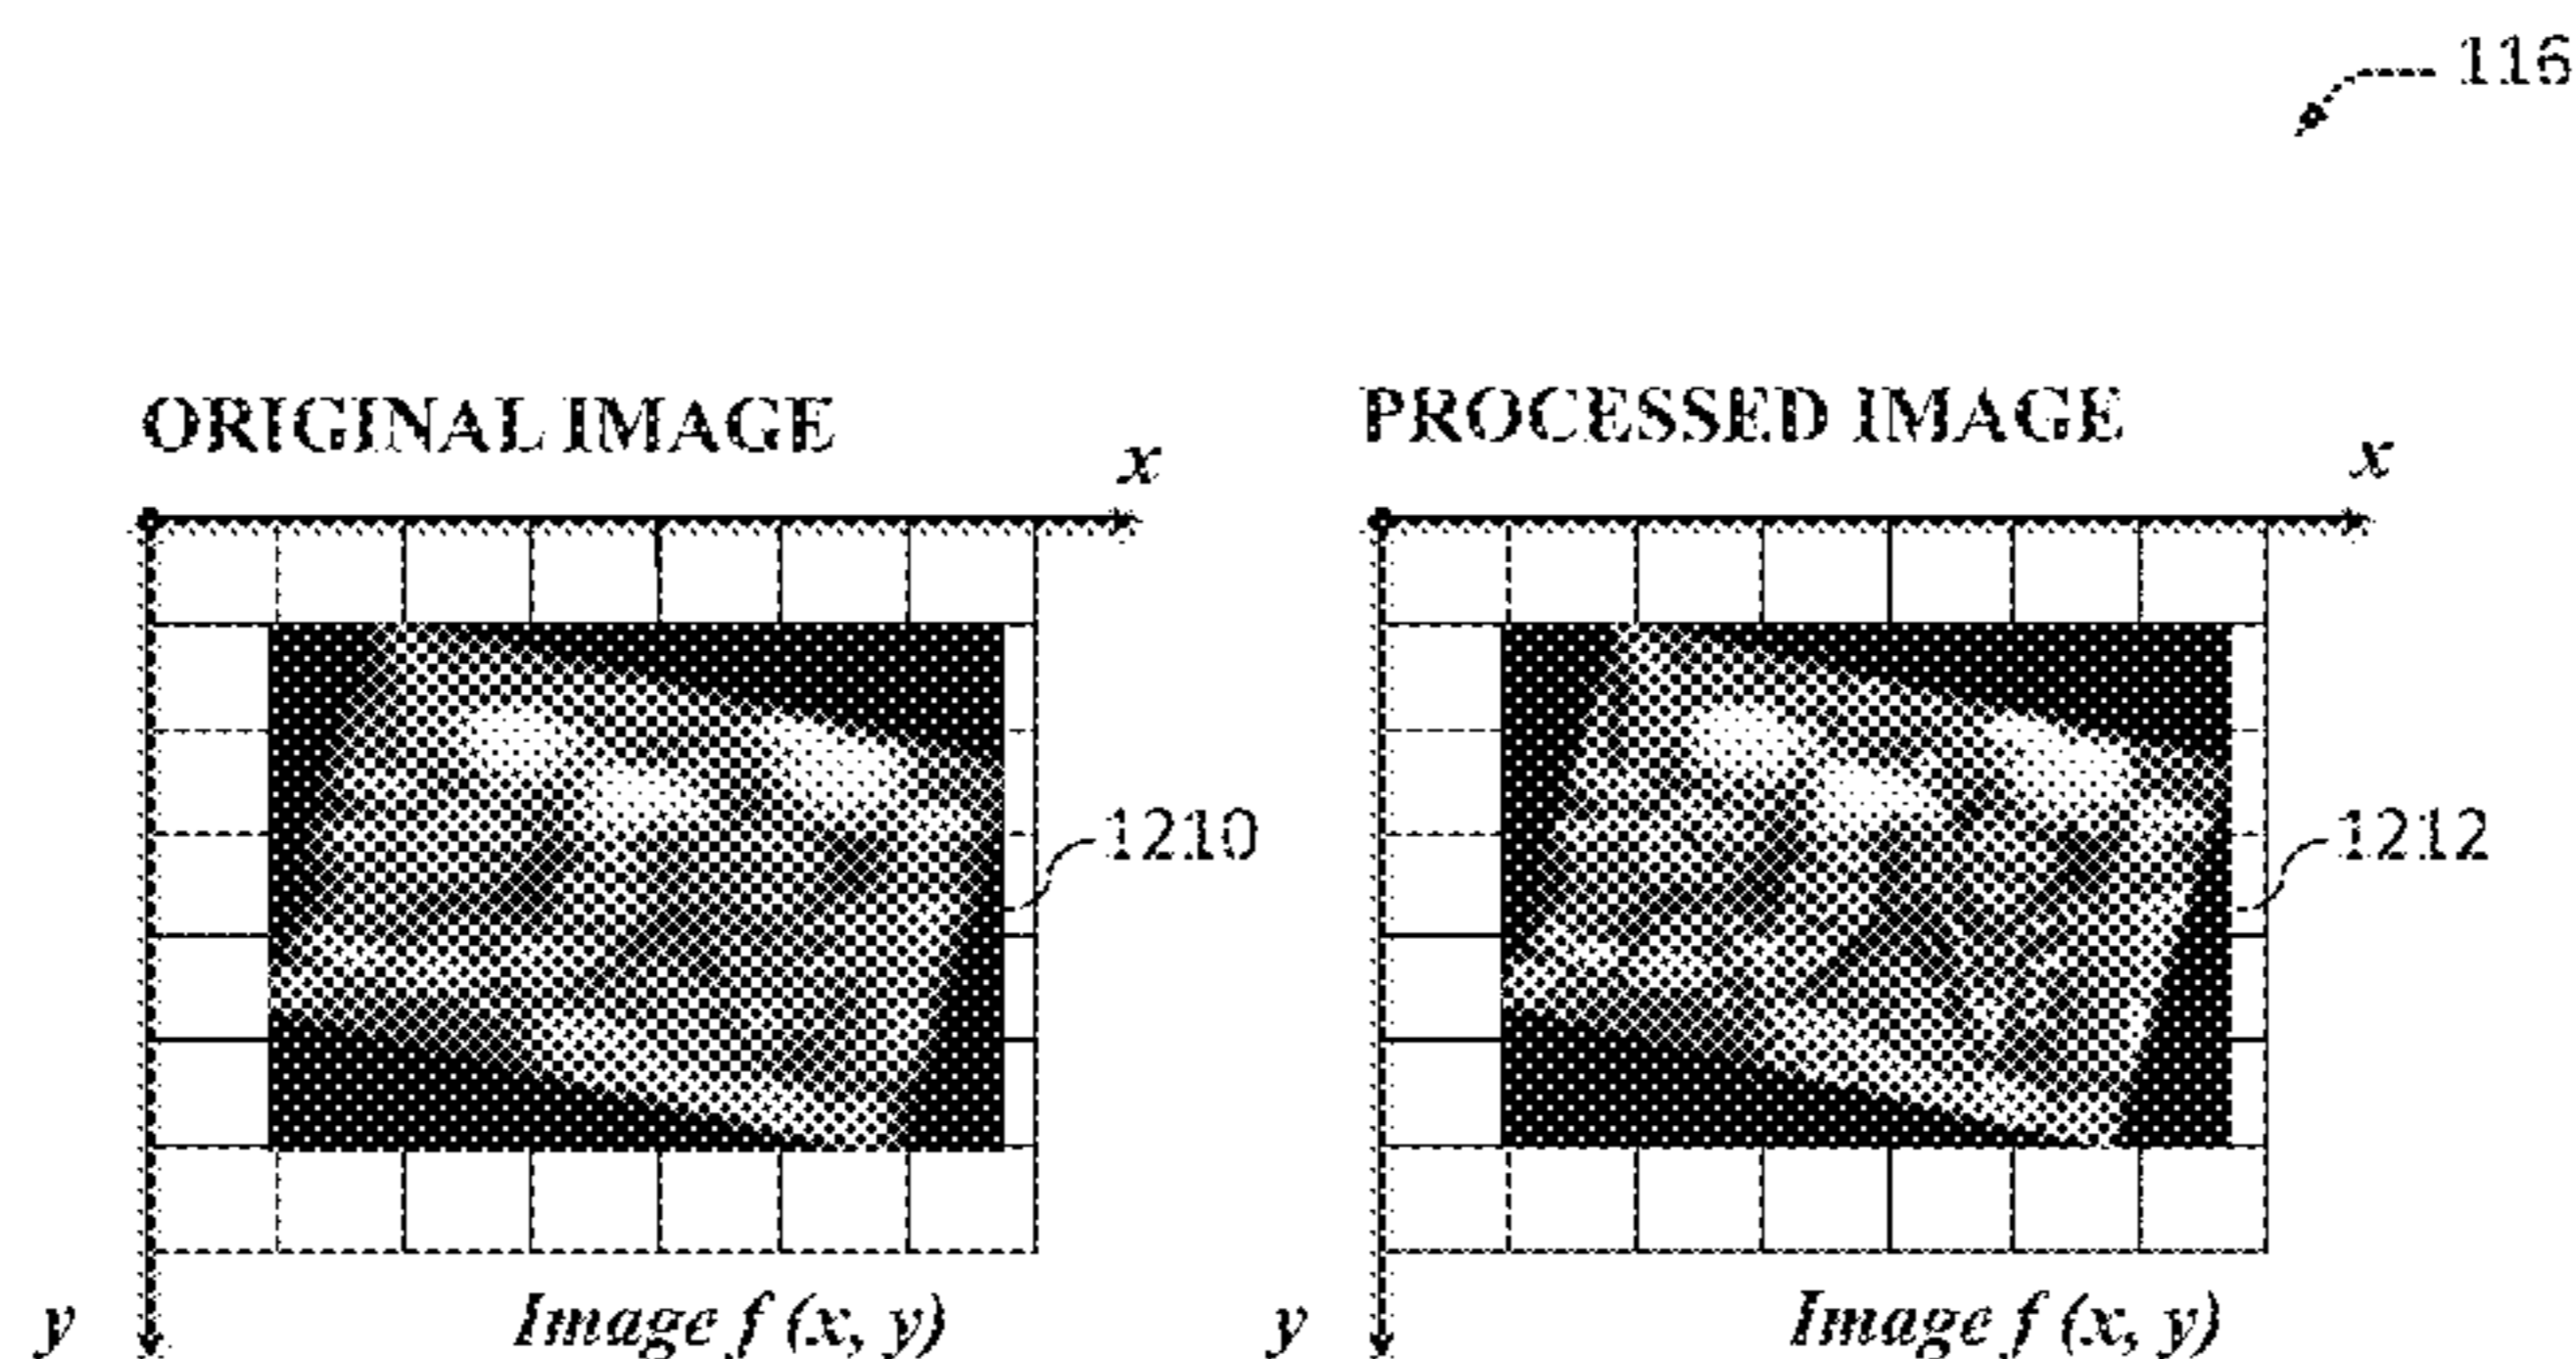 116
ORIGINAL IMAGE
PROCESSED IMAGE
x
x
1210
1212
y
Image f (x, y)
y
Image f (x, y)